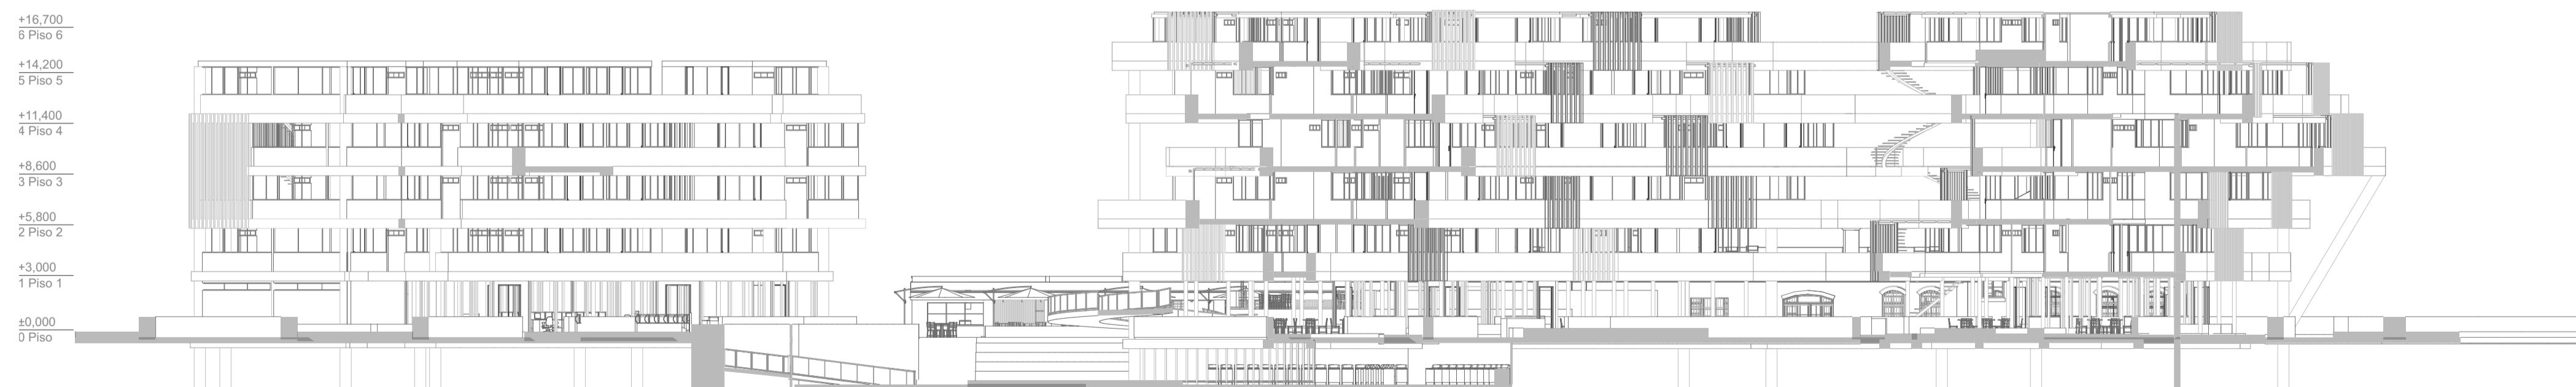 +16,700
6 Piso 6
+14,200
5 Piso 5
+11,400
4 Piso 4
+8,600
3 Piso 3
+5,800
2 Piso 2
+3,000
1 Piso 1
±0,000
0 Piso